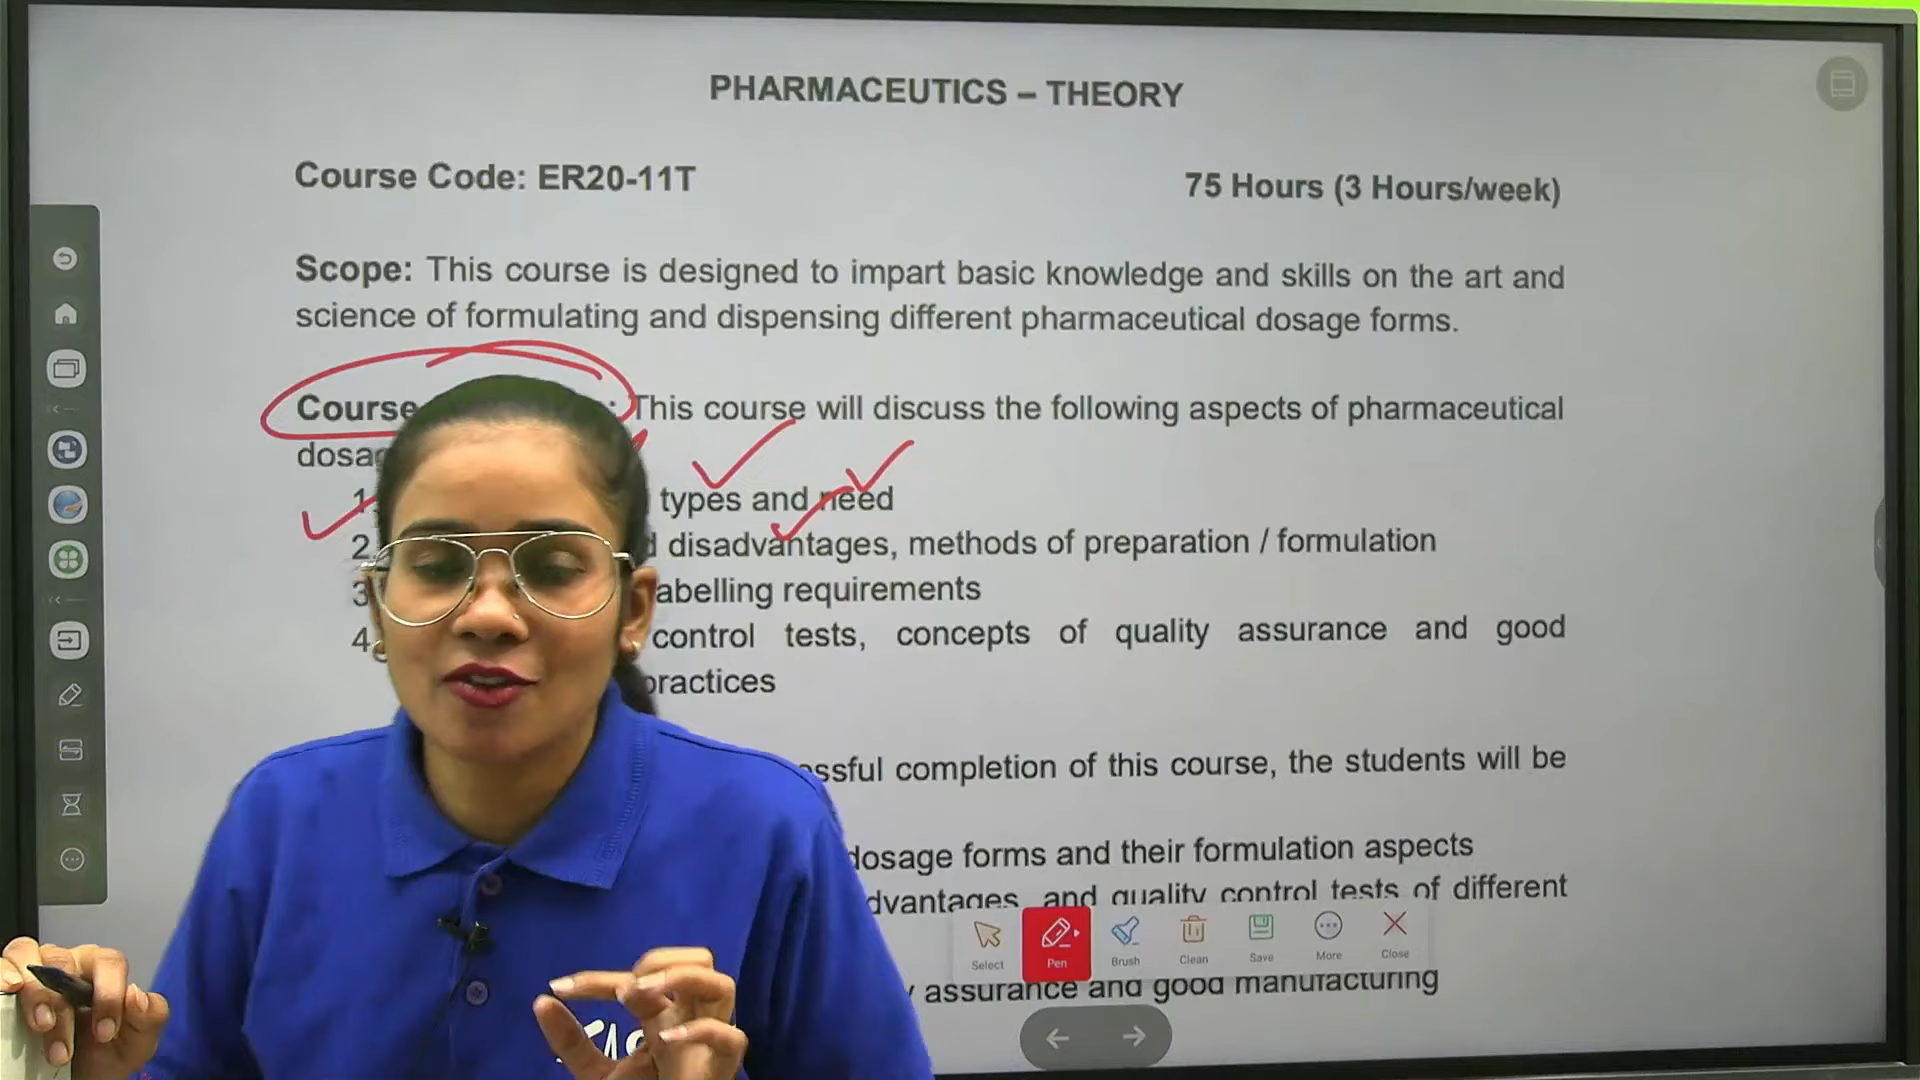 PHARMACEUTICS – THEORY
Course Code: ER20-11T
75 Hours (3 Hours/week)
Scope: This course is designed to impart basic knowledge and skills on the art and
science of formulating and dispensing different pharmaceutical dosage forms.
Course : This course will discuss the following aspects of pharmaceutical
1 types and need
2 disadvantages, methods of preparation / formulation
3 abelling requirements
4 control tests, concepts of quality assurance and good
practices
completion of this course, the students will be
dosage forms and their formulation aspects
and quality control tests of different
assurance and good manufacturing
Select
Pen
Brush
Clean
Save
More
Close